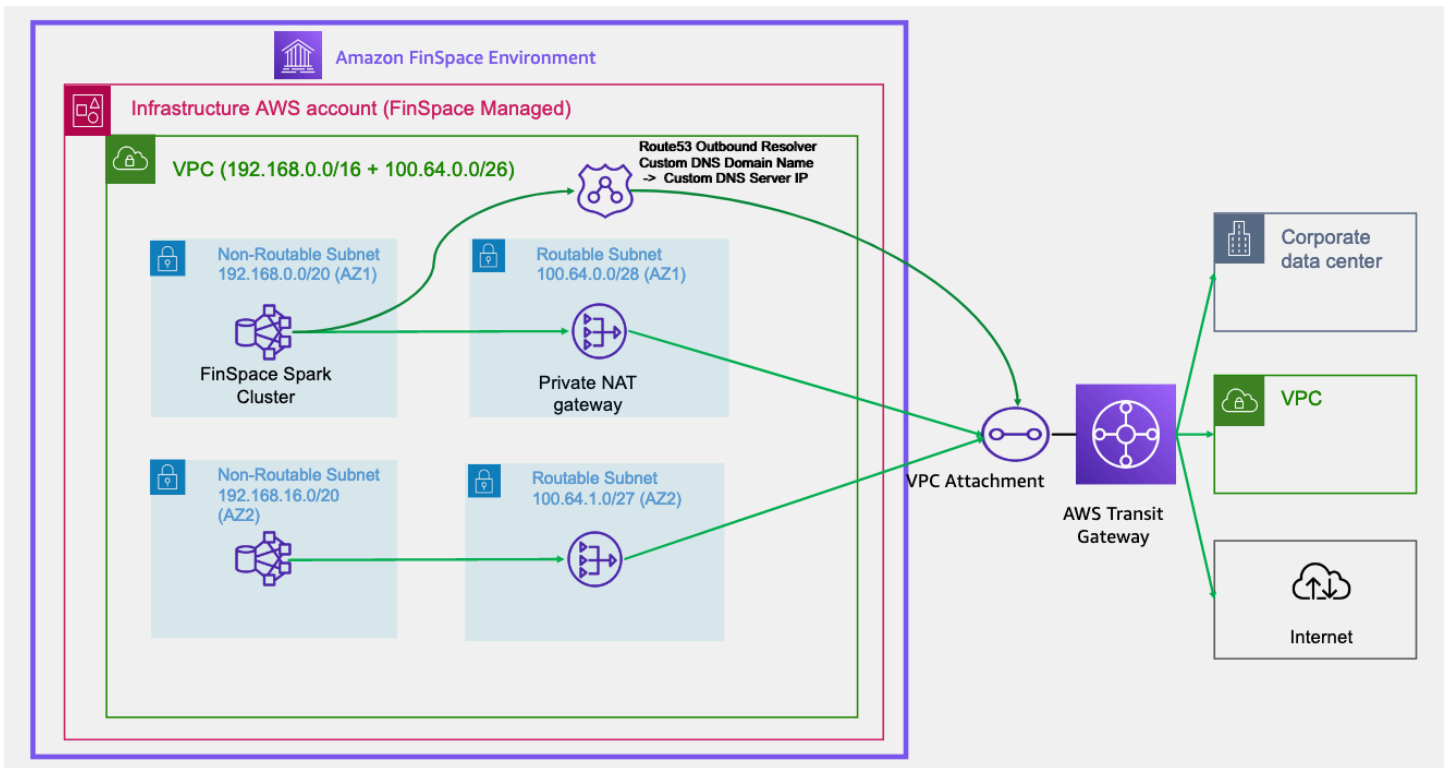 Amazon FinSpace Environment
Infrastructure AWS account (FinSpace Managed)
VPC (192.168.0.0/16 + 100.64.0.0/26)
Route53 Outbound Resolver
Custom DNS Domain Name
-> Custom DNS Server IP
Non-Routable Subnet
192.168.0.0/20 (AZ1)
FinSpace Spark
Cluster
Routable Subnet
100.64.0.0/28 (AZ1)
Private NAT
gateway
Non-Routable Subnet
192.168.16.0/20
(AZ2)
Routable Subnet
100.64.1.0/27 (AZ2)
VPC Attachment
AWS Transit
Gateway
Corporate
data center
VPC
Internet